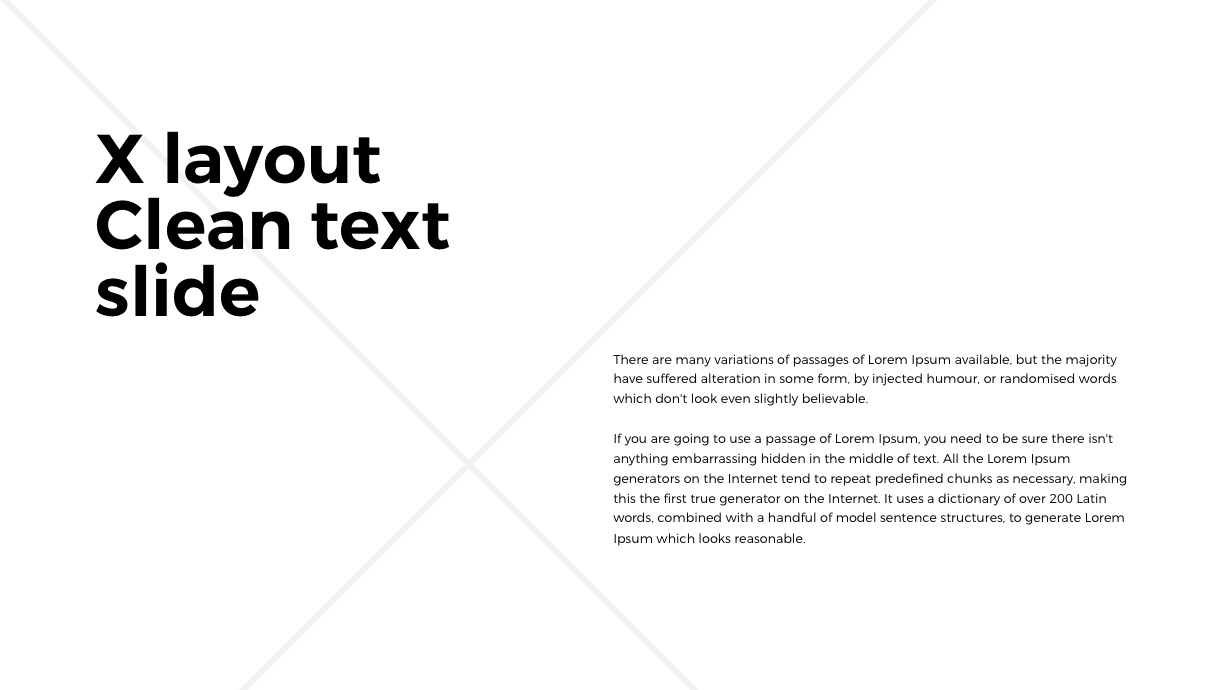 X layout
Clean text
slide
There are many variations of passages of Lorem Ipsum available, but the majority
have suffered alteration in some form, by injected humour, or randomised words
which don't look even slightly believable.
If you are going to use a passage of Lorem Ipsum, you need to be sure there isn't
anything embarrassing hidden in the middle of text. All the Lorem Ipsum
generators on the Internet tend to repeat predefined chunks as necessary, making
this the first true generator on the Internet. It uses a dictionary of over 200 Latin
words, combined with a handful of model sentence structures, to generate Lorem
Ipsum which looks reasonable.